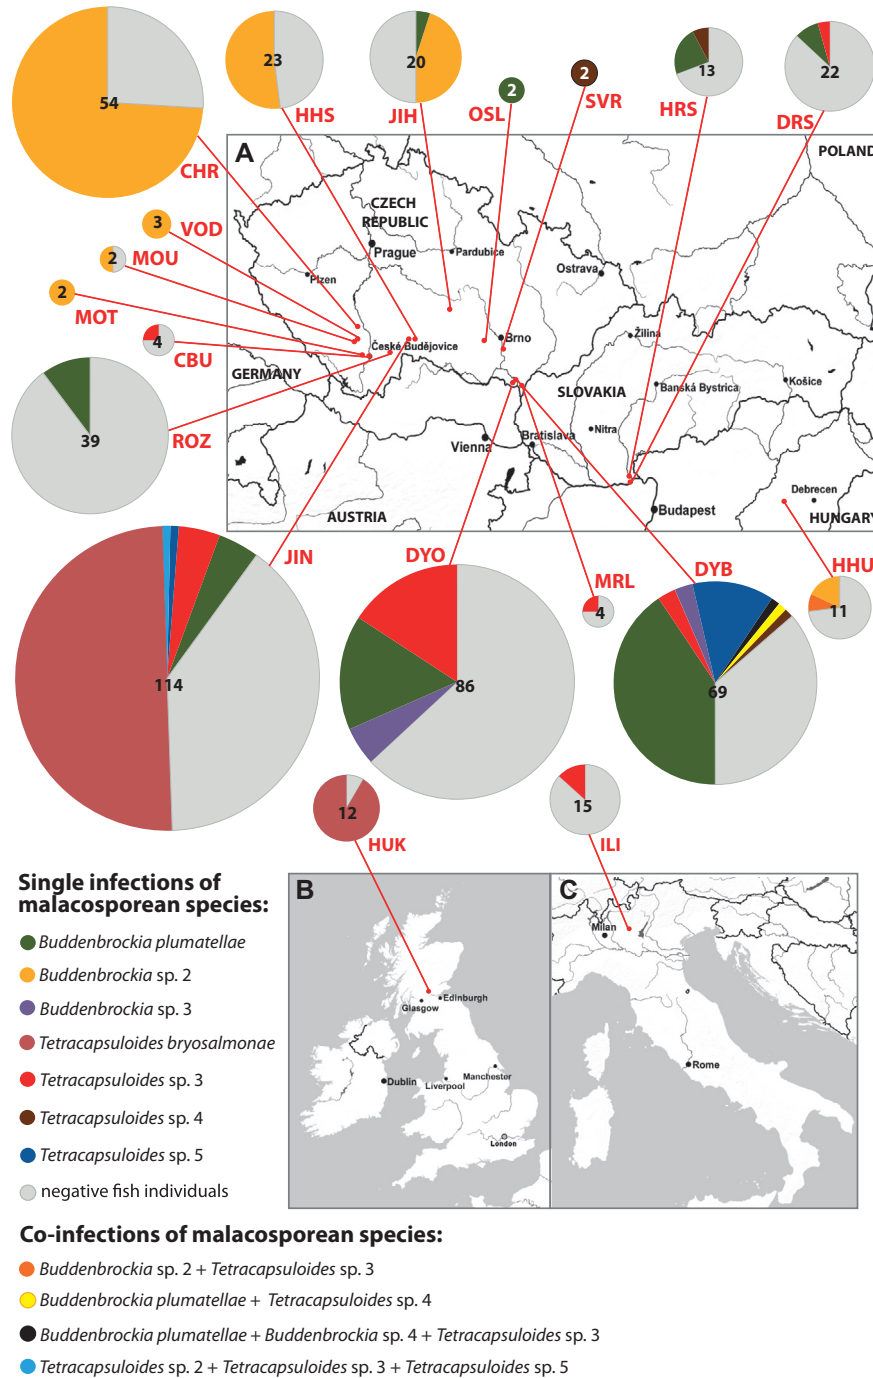 54
CHR
23
HHS
20
JIH
2
OSL
2
SVR
13
HRS
22
DRS
3
VOD
2
MOU
2
MOT
4
CBU
39
ROZ
A
POLAND
CZECH
REPUBLIC
Prague
Pardubice
Plzen
Ostrava
České Budějovice
Brno
Žilina
GERMANY
SLOVAKIA
Banská Bystrica
Košice
Nitra
Vienna
Bratislava
Debrecen
Budapest
AUSTRIA
HUNGARY
JIN
114
DYO
86
MRL
4
DYB
69
HHU
11
12
HUK
15
ILI
B
Edinburgh
Glasgow
Dublin
Manchester
Liverpool
London
C
Milan
Rome
Single infections of
malacosporean species:
Buddenbrockia plumatellae
Buddenbrockia sp. 2
Buddenbrockia sp. 3
Tetracapsuloides bryosalmonae
Tetracapsuloides sp. 3
Tetracapsuloides sp. 4
Tetracapsuloides sp. 5
negative fish individuals
Co-infections of malacosporean species:
Buddenbrockia sp. 2 + Tetracapsuloides sp. 3
Buddenbrockia plumatellae + Tetracapsuloides sp. 4
Buddenbrockia plumatellae + Buddenbrockia sp. 4 + Tetracapsuloides sp. 3
Tetracapsuloides sp. 2 + Tetracapsuloides sp. 3 + Tetracapsuloides sp. 5